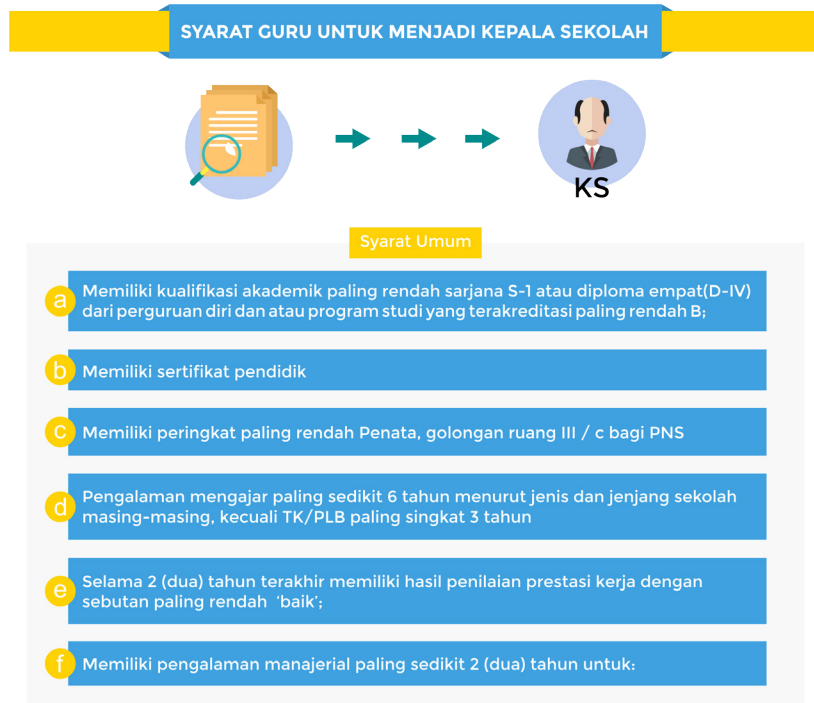 SYARAT GURU UNTUK MENJADI KEPALA SEKOLAH
KS
Syarat Umum
a
Memiliki kualifikasi akademik paling rendah sarjana S-1 atau diploma empat(D-IV)
dari perguruan diri dan atau program studi yang terakreditasi paling rendah B;
b
Memiliki sertifikat pendidik
c
Memiliki peringkat paling rendah Penata, golongan ruang III / c bagi PNS
d
Pengalaman mengajar paling sedikit 6 tahun menurut jenis dan jenjang sekolah
masing-masing, kecuali TK/PLB paling singkat 3 tahun
e
Selama 2 (dua) tahun terakhir memiliki hasil penilaian prestasi kerja dengan
sebutan paling rendah ‘baik’;
f
Memiliki pengalaman manajerial paling sedikit 2 (dua) tahun untuk: